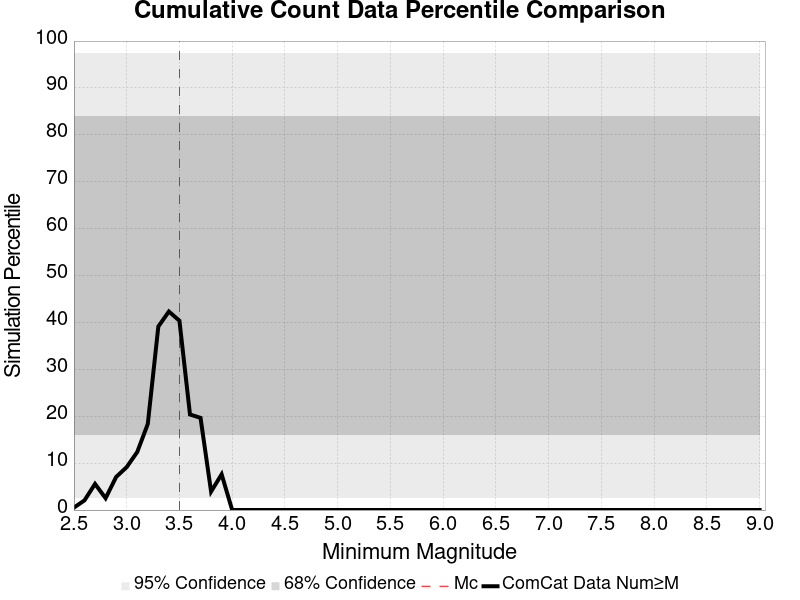 Cumulative Count Data Percentile Comparison
100
90
80
70
60
50
40
30
20
10
0
Simulation Percentile
2.5 3.0 3.5 4.0 4.5 5.0 5.5 6.0 6.5 7.0 7.5 8.0 8.5 9.0
Minimum Magnitude
95% Confidence 68% Confidence Mc ComCat Data Num≥M